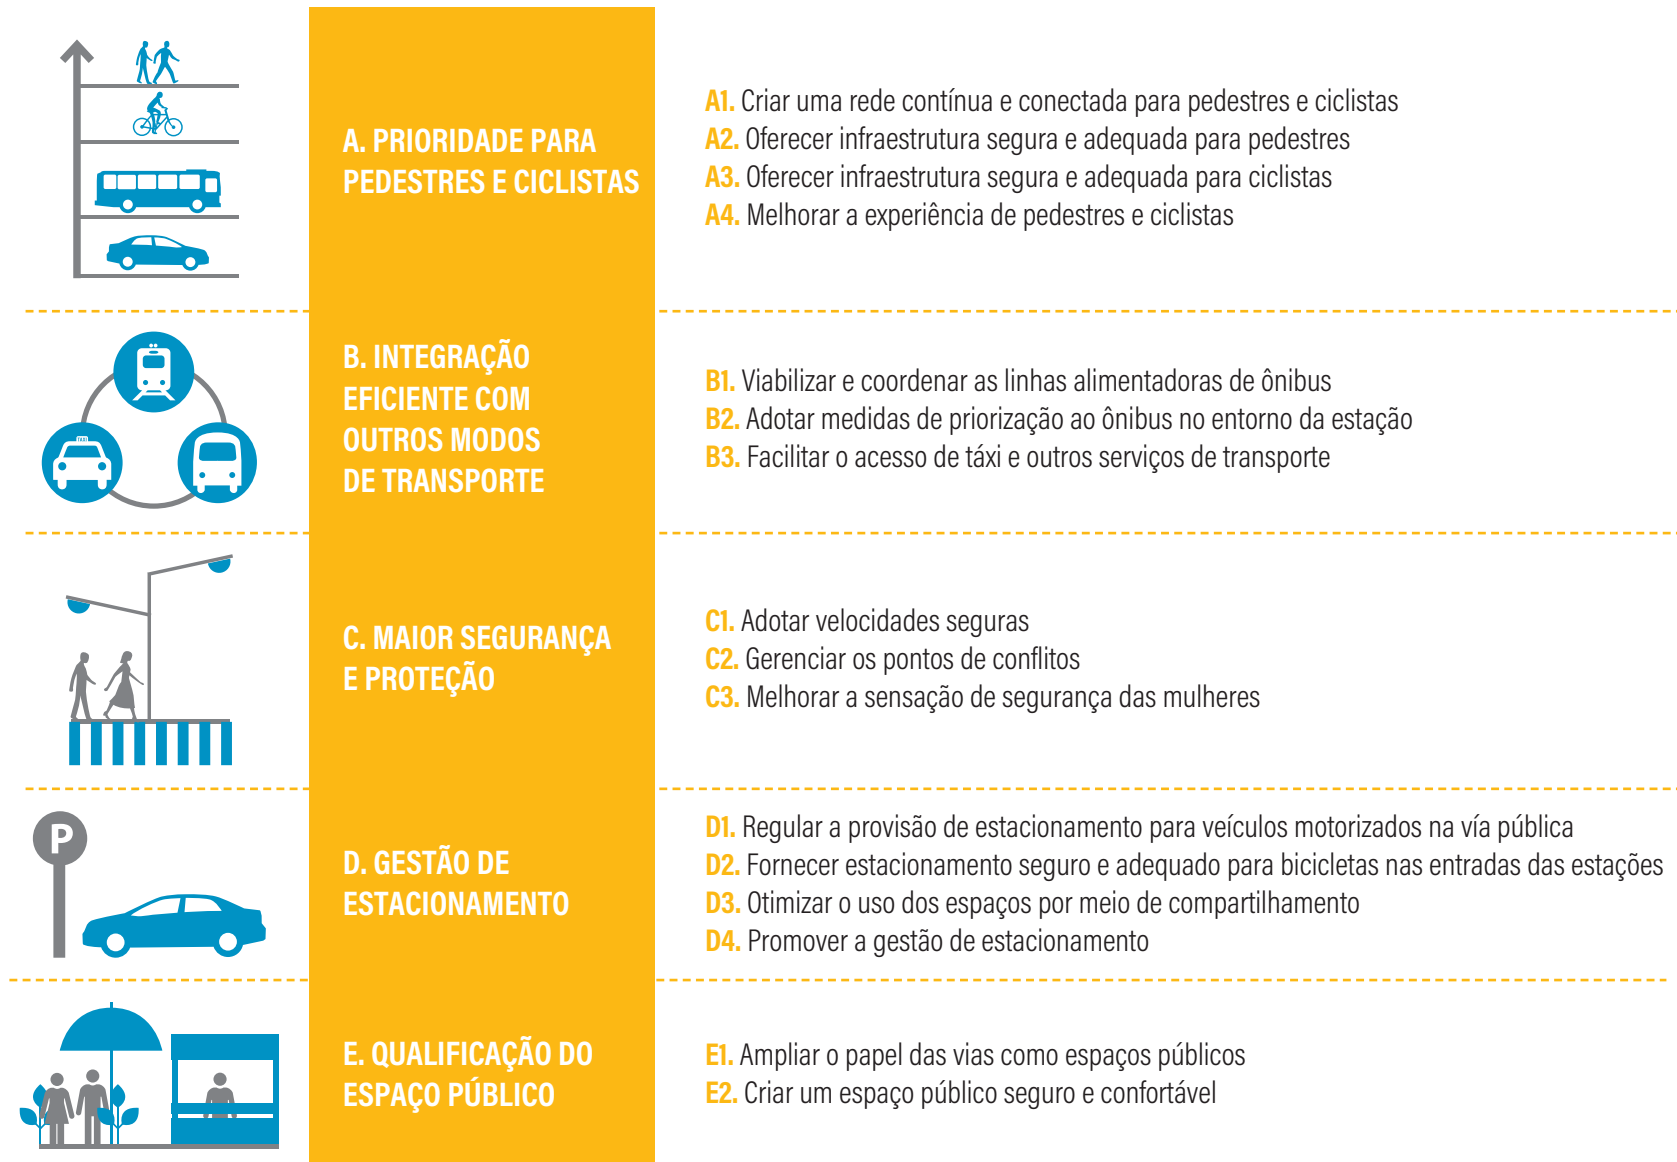 A. PRIORIDADE PARA
PEDESTRES E CICLISTAS
A1. Criar uma rede contínua e conectada para pedestres e ciclistas
A2. Oferecer infraestrutura segura e adequada para pedestres
A3. Oferecer infraestrutura segura e adequada para ciclistas
A4. Melhorar a experiência de pedestres e ciclistas
B. INTEGRAÇÃO
EFICIENTE COM
OUTROS MODOS
DE TRANSPORTE
B1. Viabilizar e coordenar as linhas alimentadoras de ônibus
B2. Adotar medidas de priorização ao ônibus no entorno da estação
B3. Facilitar o acesso de táxi e outros serviços de transporte
C. MAIOR SEGURANÇA
E PROTEÇÃO
C1. Adotar velocidades seguras
C2. Gerenciar os pontos de conflitos
C3. Melhorar a sensação de segurança das mulheres
P
D. GESTÃO DE
ESTACIONAMENTO
D1. Regular a provisão de estacionamento para veículos motorizados na vía pública
D2. Fornecer estacionamento seguro e adequado para bicicletas nas entradas das estações
D3. Otimizar o uso dos espaços por meio de compartilhamento
D4. Promover a gestão de estacionamento
E. QUALIFICAÇÃO DO
ESPAÇO PÚBLICO
E1. Ampliar o papel das vias como espaços públicos
E2. Criar um espaço público seguro e confortável